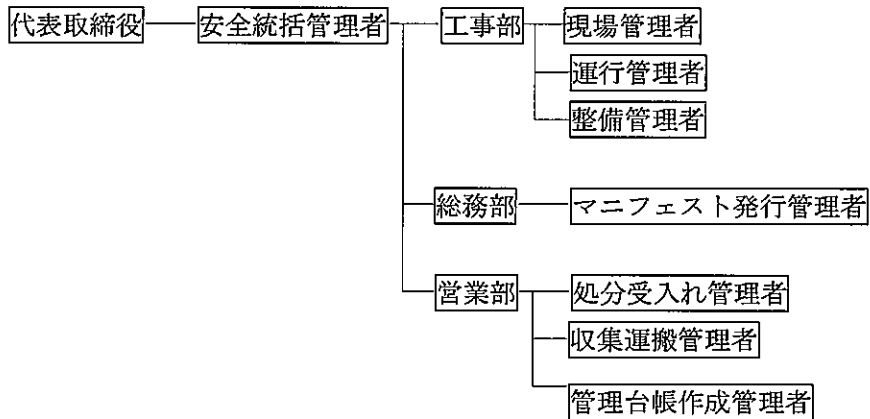 代表取締役 安全統括管理者 工事部 現場管理者
運行管理者
整備管理者
総務部 マニフェスト発行管理者
営業部 処分受入れ管理者
収集運搬管理者
管理台帳作成管理者